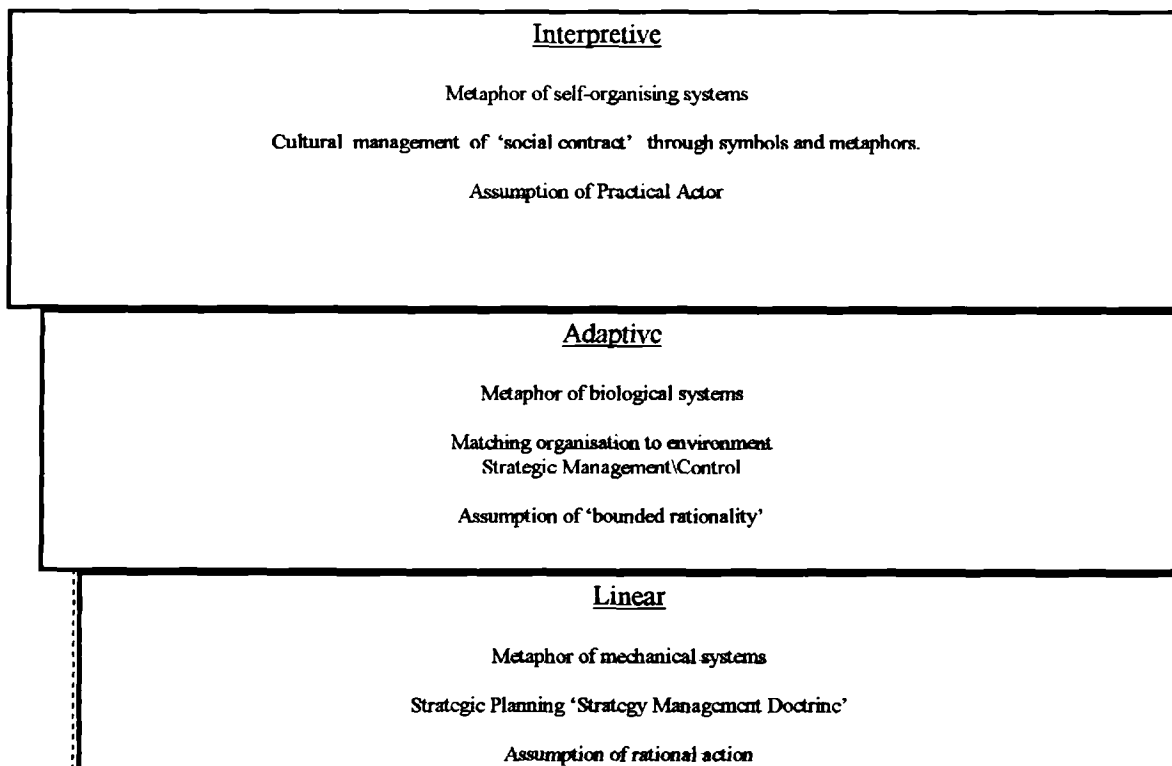 Interpretive
Metaphor of self-organising systems
Cultural management of ‘social contract’ through symbols and metaphors.
Assumption of Practical Actor
Adaptive
Metaphor of biological systems
Matching organisation to environment
Strategic Management\Control
Assumption of ‘bounded rationality’
Linear
Metaphor of mechanical systems
Strategic Planning ‘Strategy Management Doctrine’
Assumption of rational action